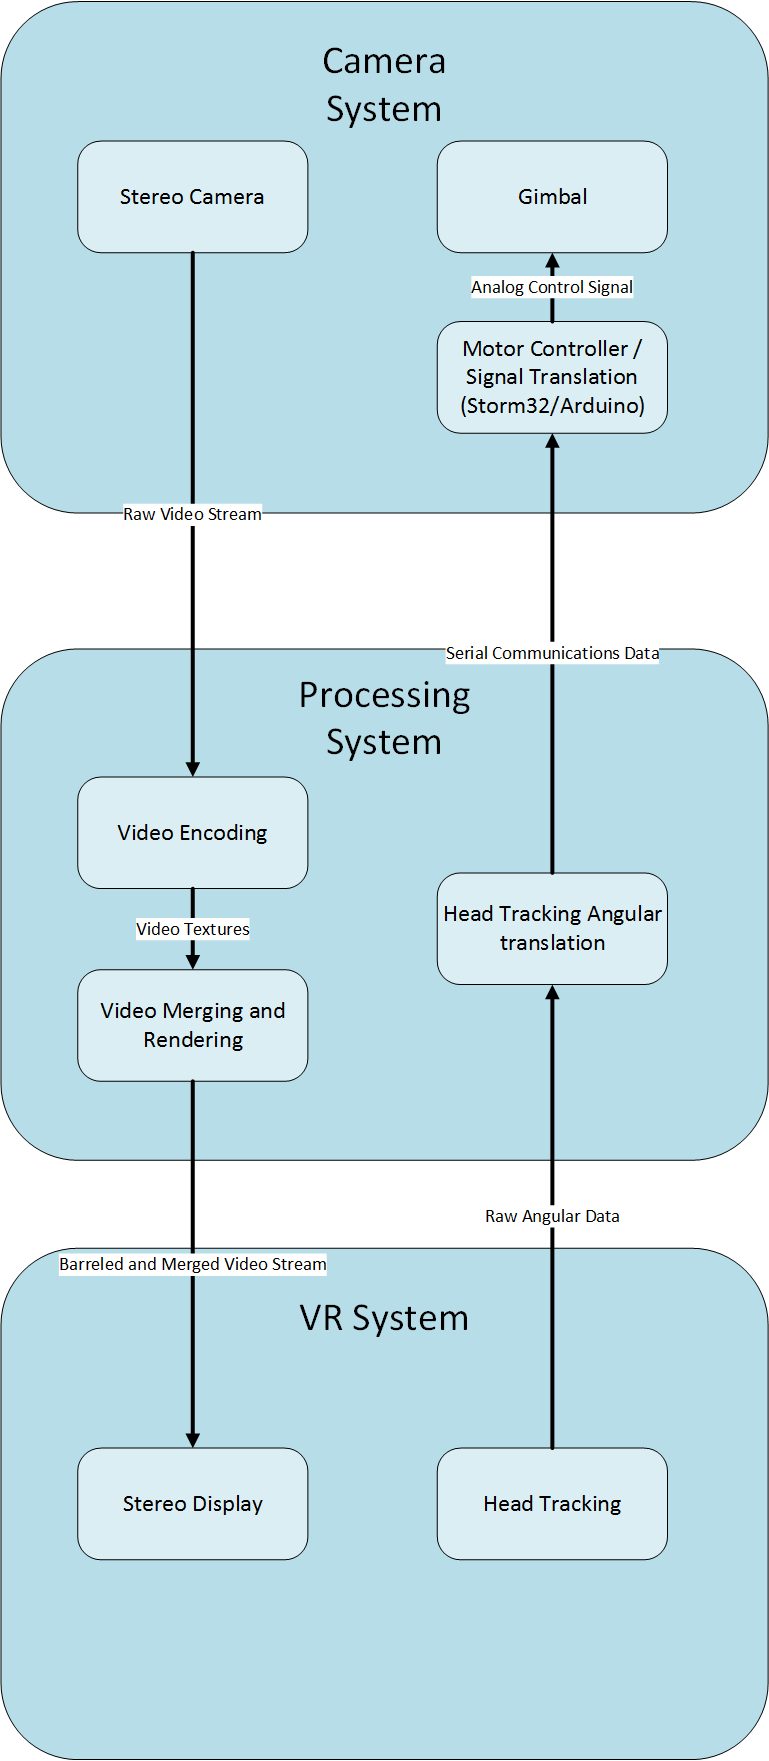 Camera
System
Stereo Camera
Gimbal
Analog Control Signal
Motor Controller /
Signal Translation
(Storm32/Arduino)
Raw Video Stream
Serial Communications Data
Processing
System
Video Encoding
Head Tracking Angular
translation
Video Textures
Video Merging and
Rendering
Raw Angular Data
Barreled and Merged Video Stream
VR System
Stereo Display
Head Tracking